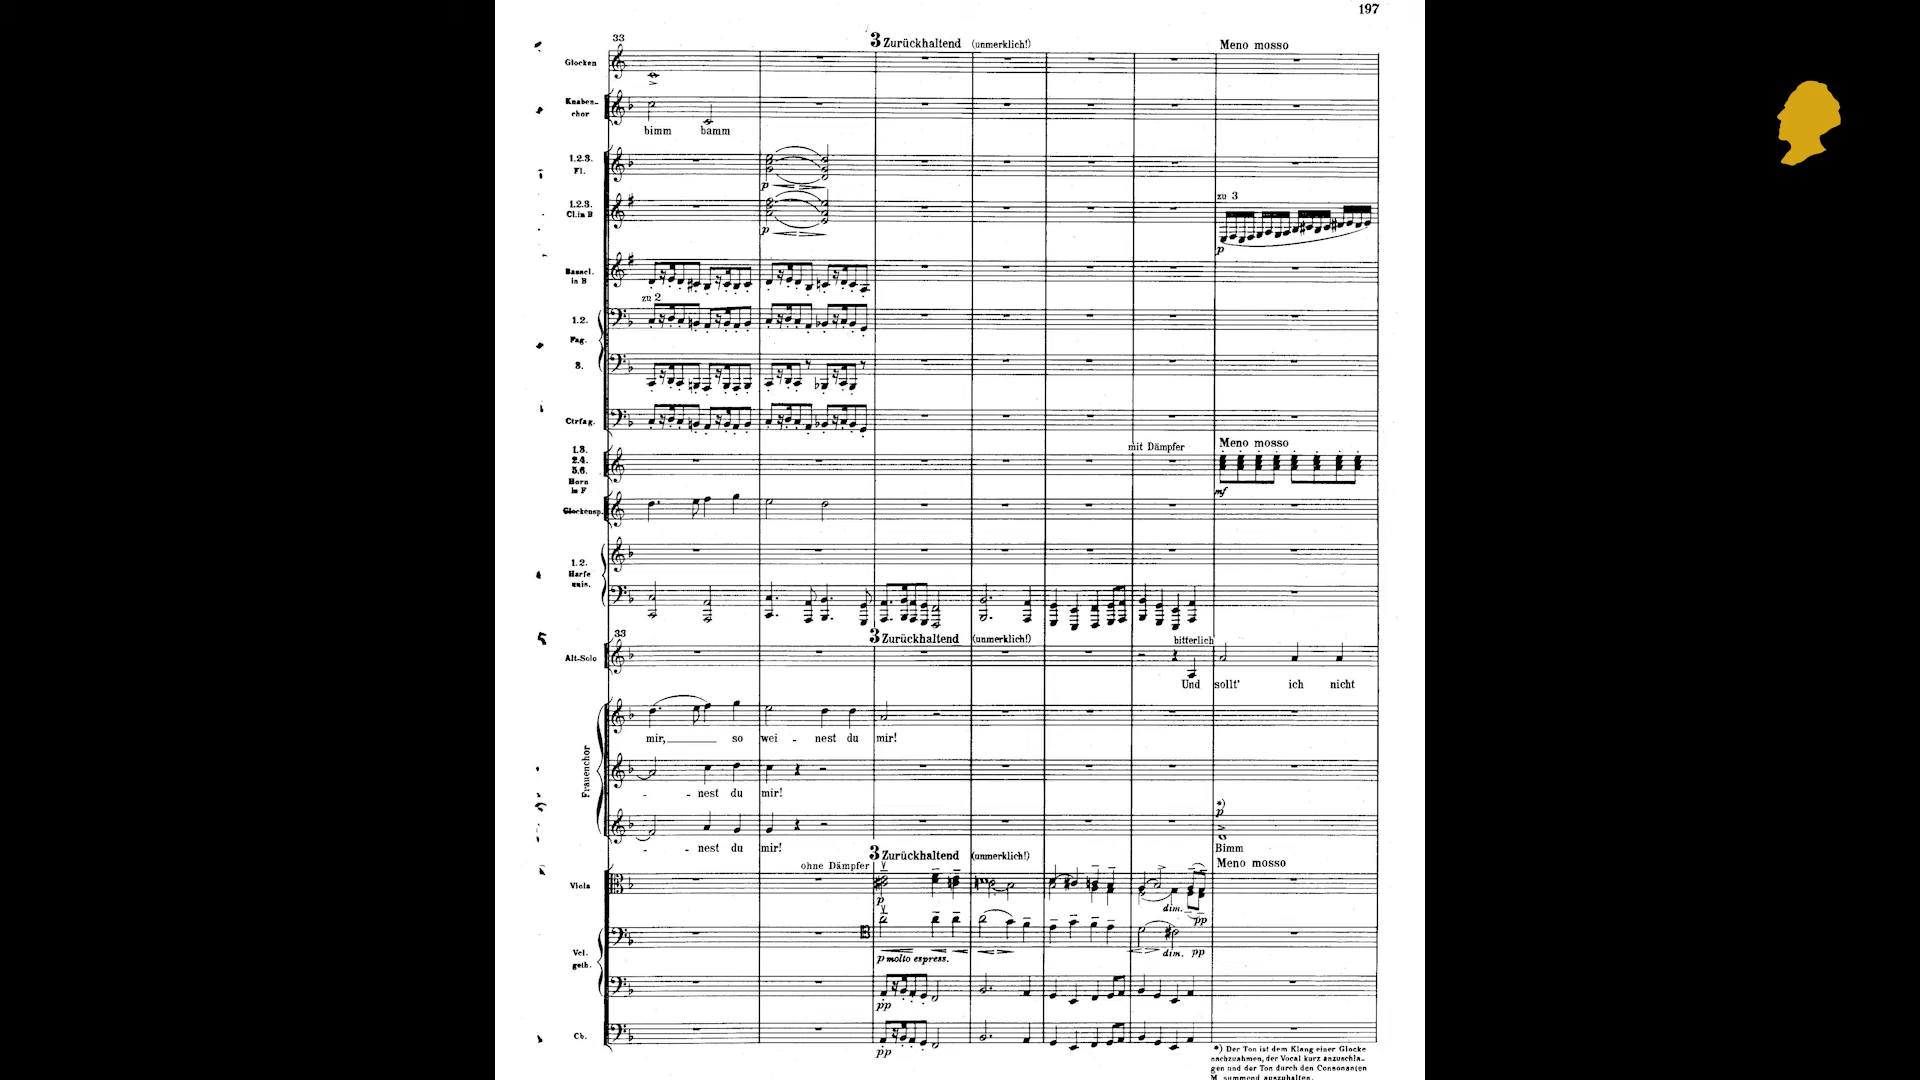 197
33
3 Zurückhaltend (unmerklich!)
Meno mosso
Glocken
Knaben-
chor
bimm bamm
1.2.3.
Fl.
p
1.2.3.
Cl.in B
p
zu 3
p
Basscl.
in B
zu 2
1.2.
Fag.
3.
Ctrfag.
mit Dämpfer
Meno mosso
1.3.
2.4.
5.6.
Horn
in F
mf
Glockensp.
1.2.
Harfe
unis.
33
3 Zurückhaltend (unmerklich!)
bitterlich
Alt-Solo
Und sollt' ich nicht
Frauenchor
mir, so wei - nest du mir!
- - nest du mir!
*)
p
- - nest du mir!
Bimm
3 Zurückhaltend (unmerklich!)
Meno mosso
ohne Dämpfer
Viola
p
dim.
pp
Vcl.
geth.
p molto espress.
dim. pp
pp
Cb.
pp
*) Der Ton ist dem Klang einer Glocke
nachzuahmen, der Vocal kurz anzuschla-
gen und der Ton durch den Consonanten
M summend auszuhalten.